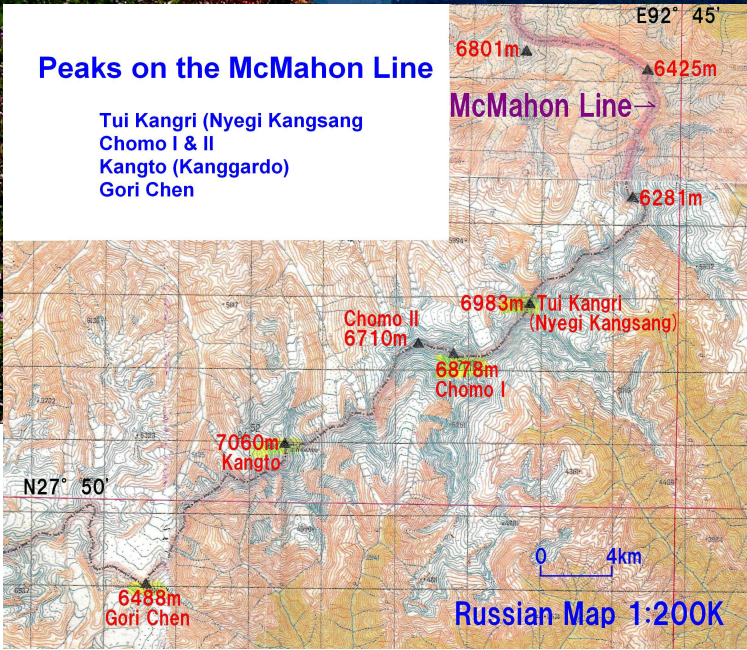 Peaks on the McMahon Line
Tui Kangri (Nyegi Kangsang
Chomo I & II
Kangto (Kanggardo)
Gori Chen
E92° 45'
6801m
6425m
McMahon Line
6281m
6983m Tui Kangri
(Nyegi Kangsang)
Chomo II
6710m
6878m
Chomo I
7060m
Kangto
N27° 50'
6488m
Gori Chen
0 4km
Russian Map 1:200K